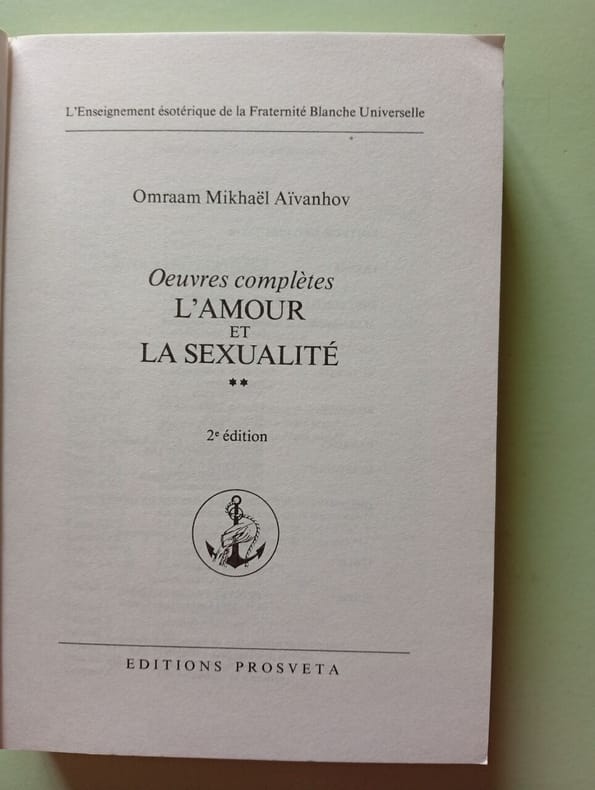 L'Enseignement ésotérique de la Fraternité Blanche Universelle
Omraam Mikhaël Aïvanhov
Oeuvres complètes
L'AMOUR
ET
LA SEXUALITÉ
**
2e édition
EDITIONS PROSVETA